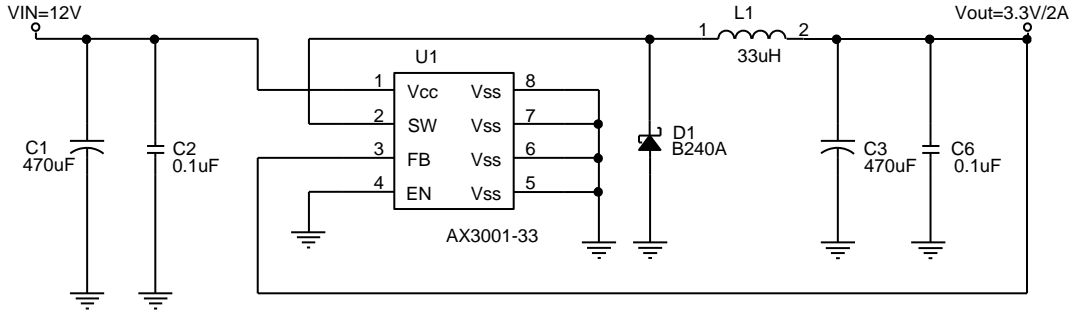 VIN=12V
L1
Vout=3.3V/2A
1
2
33uH
U1
1
Vcc
Vss
8
2
SW
Vss
7
3
FB
Vss
6
4
EN
Vss
5
AX3001-33
C1
470uF
C2
0.1uF
D1
B240A
C3
470uF
C6
0.1uF